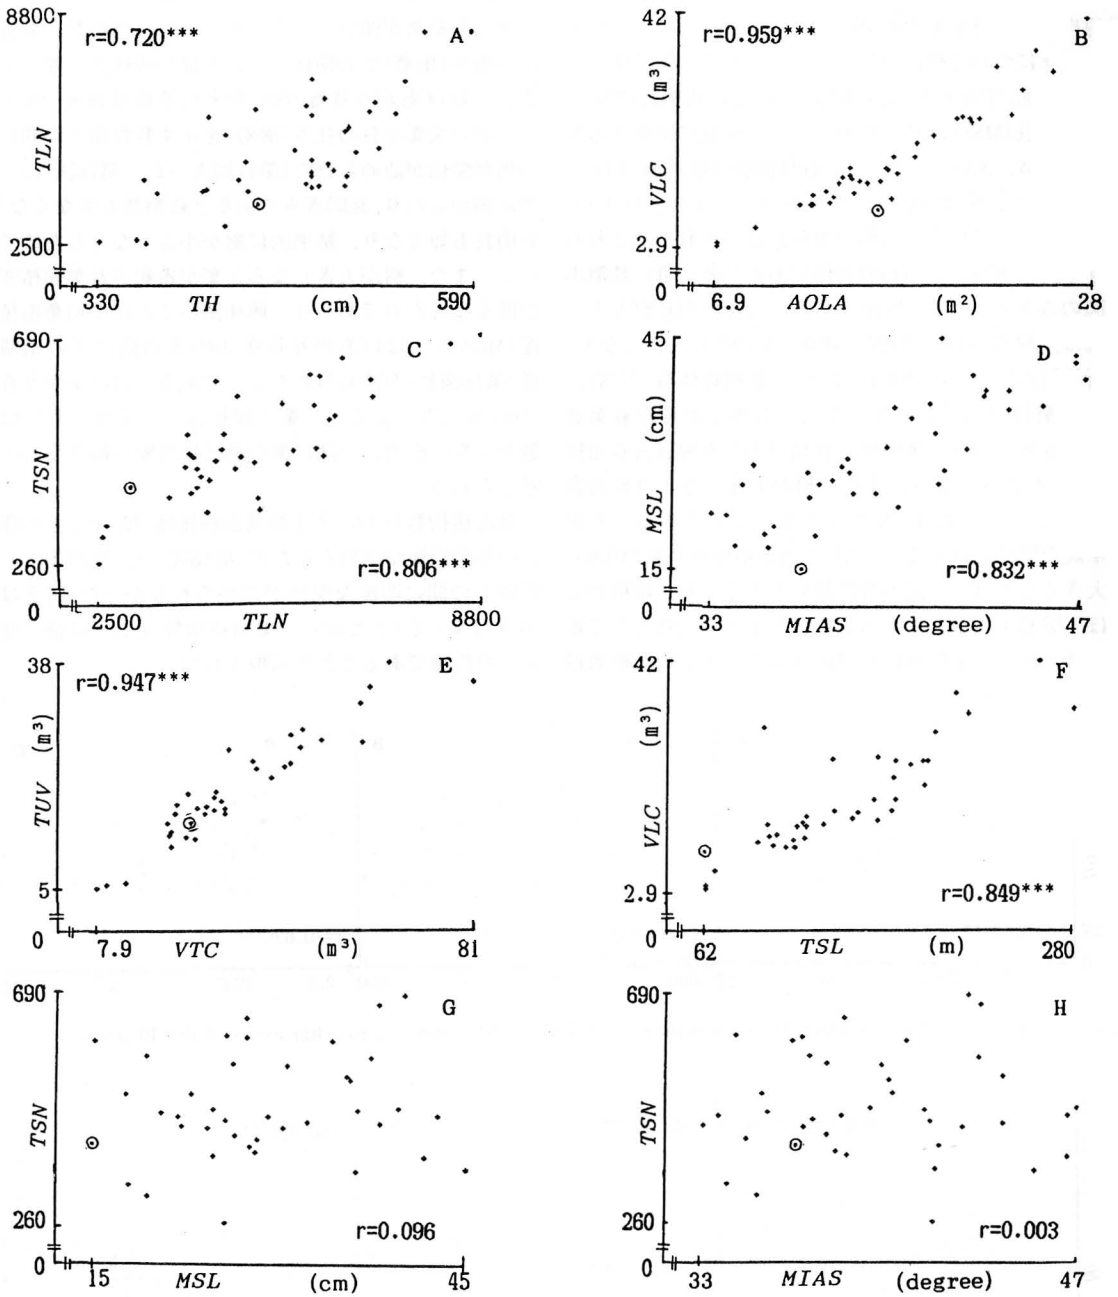 8800
r=0.720***
A
TLN
2500
0
330
TH
(cm)
590
42
r=0.959***
B
VLC (m³)
2.9
0
6.9
AOLA
(m²)
28
690
C
TSN
260
r=0.806***
0
2500
TLN
8800
45
D
MSL (cm)
15
r=0.832***
0
33
MIAS
(degree)
47
38
r=0.947***
E
TUV (m³)
5
0
7.9
VTC
(m³)
81
42
F
VLC (m³)
2.9
r=0.849***
0
62
TSL
(m)
280
690
G
TSN
260
r=0.096
0
15
MSL
(cm)
45
690
H
TSN
260
r=0.003
0
33
MIAS
(degree)
47